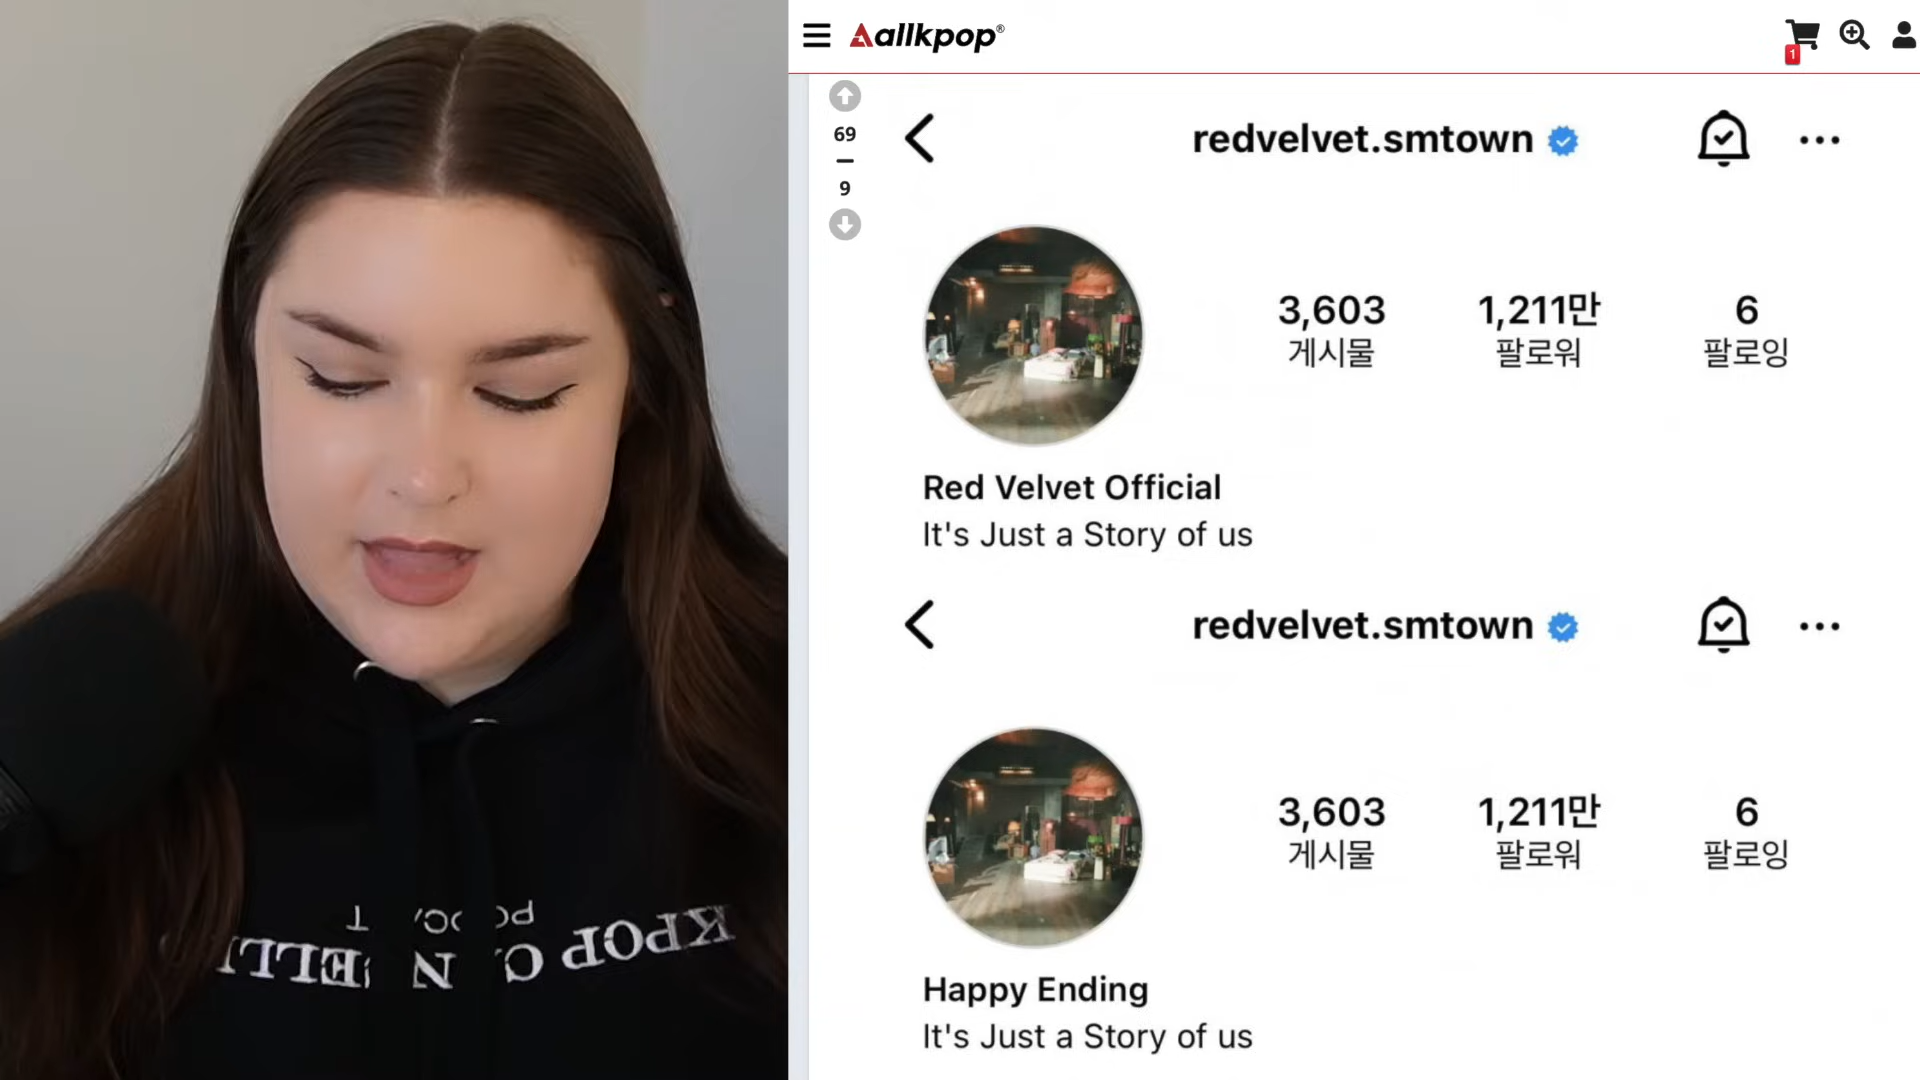 allkpop®
1
69
9
redvelvet.smtown
3,603 1,211만 6
게시물 팔로워 팔로잉
Red Velvet Official
It's Just a Story of us
redvelvet.smtown
3,603 1,211만 6
게시물 팔로워 팔로잉
Happy Ending
It's Just a Story of us
KPOP